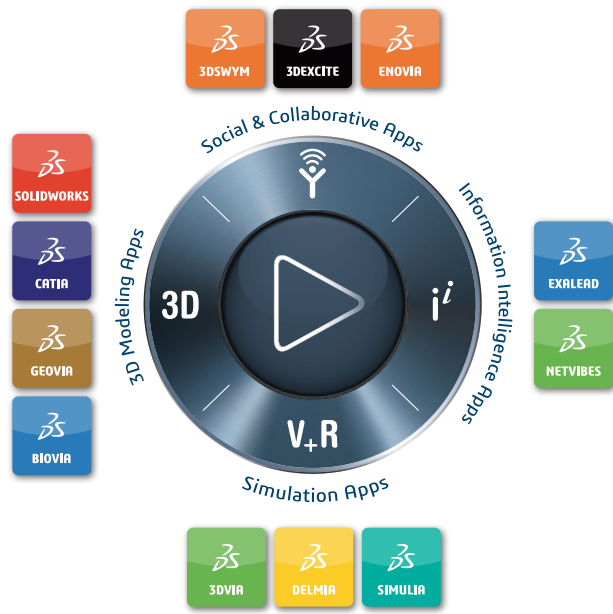 3DSWYM
3DEXCITE
ENOVIA
Social & Collaborative Apps
SOLIDWORKS
CATIA
GEOVIA
BIOVIA
3D Modeling Apps
3D
i i
V+R
Information Intelligence Apps
EXALEAD
NETVIBES
Simulation Apps
3DVIA
DELMIA
SIMULIA